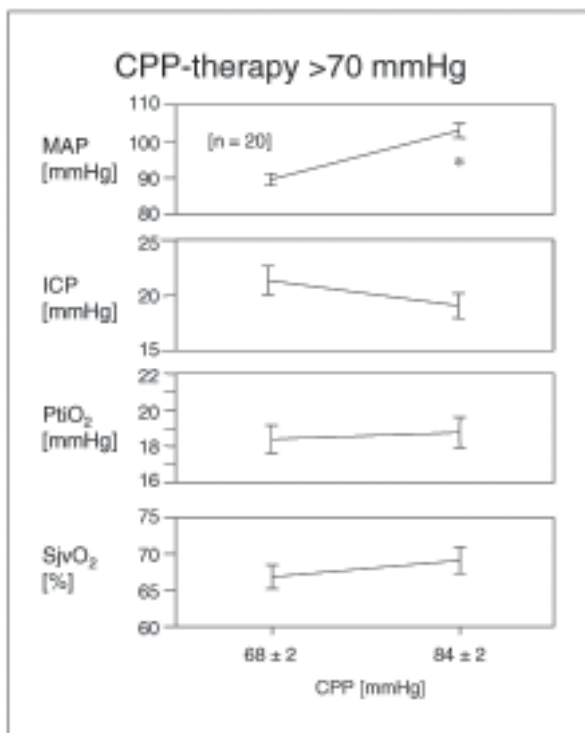 CPP-therapy >70 mmHg
MAP
[mmHg]
110
100
90
80
[n = 20]
*
ICP
[mmHg]
25
20
15
PtiO₂
[mmHg]
22
20
18
16
SjvO₂
[%]
75
70
65
60
68 ± 2
84 ± 2
CPP [mmHg]